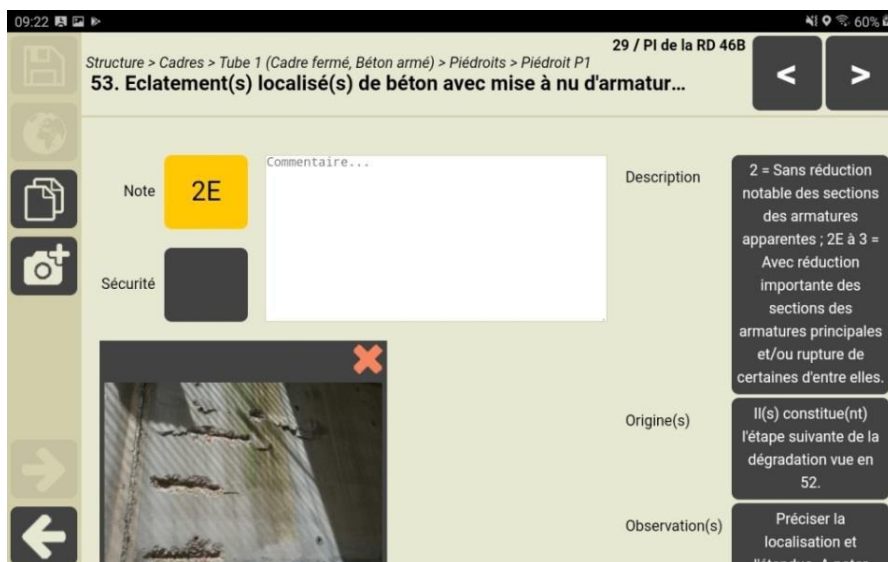 09:22
60%
29 / PI de la RD 46B
Structure > Cadres > Tube 1 (Cadre fermé, Béton armé) > Piédroits > Piédroit P1
53. Eclatement(s) localisé(s) de béton avec mise à nu d'armatur...
< >
Note
2E
Commentaire...
Sécurité
Description
2 = Sans réduction
notable des sections
des armatures
apparentes ; 2E à 3 =
Avec réduction
importante des
sections des
armatures principales
et/ou rupture de
certaines d'entre elles.
Origine(s)
Il(s) constitue(nt)
l'étape suivante de la
dégradation vue en
52.
Observation(s)
Préciser la
localisation et